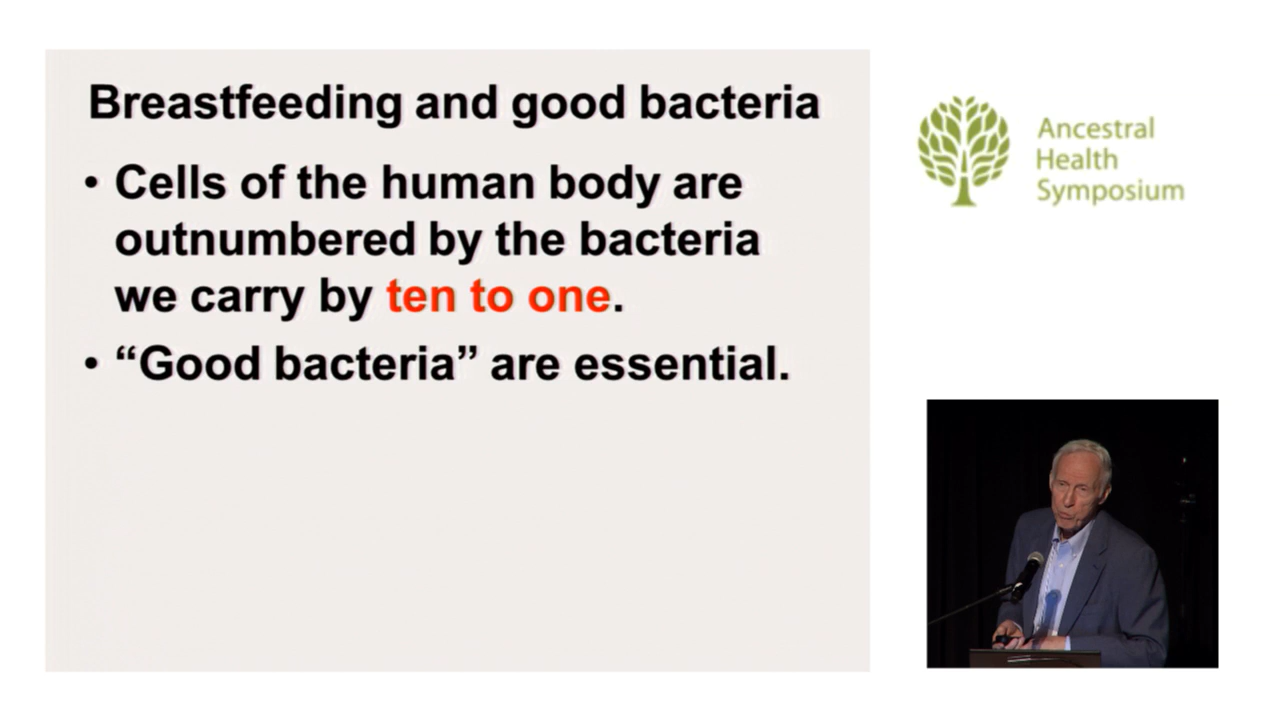 Breastfeeding and good bacteria
• Cells of the human body are
outnumbered by the bacteria
we carry by ten to one.
• “Good bacteria” are essential.
Ancestral
Health
Symposium